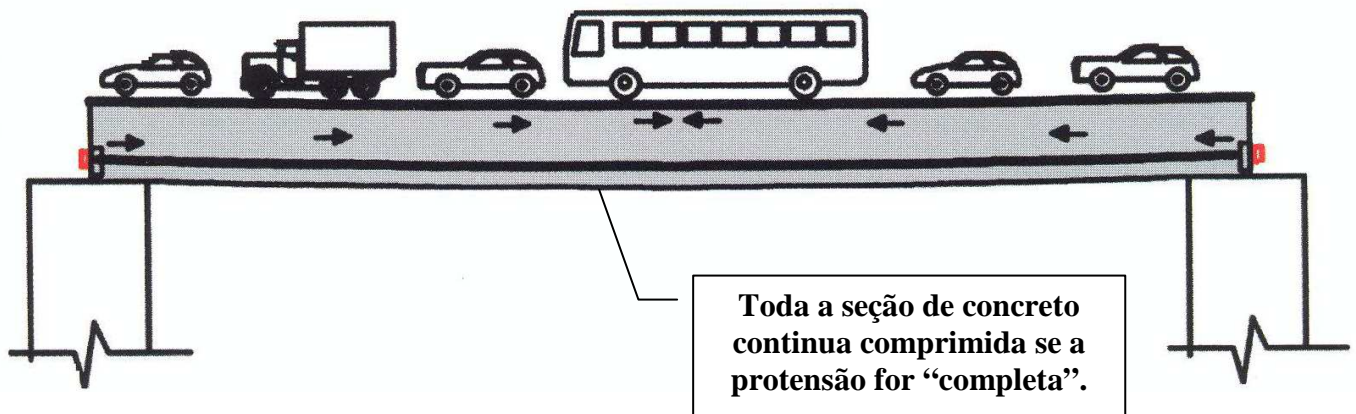 Toda a seção de concreto
continua comprimida se a
protensão for “completa”.